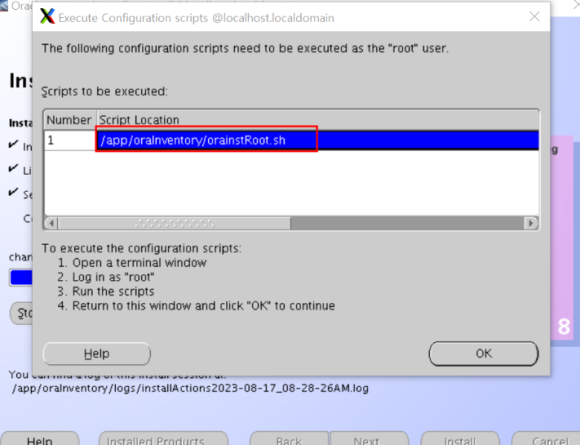 Orac
Execute Configuration scripts @localhost.localdomain
The following configuration scripts need to be executed as the "root" user.
Scripts to be executed:
Number Script Location
1 /app/oraInventory/orainstRoot.sh
To execute the configuration scripts:
1. Open a terminal window
2. Log in as "root"
3. Run the scripts
4. Return to this window and click "OK" to continue
Help OK
Ins
Insta
In
Li
Se
C
chan
Sto
g
8
You can find a log of this install session at:
/app/oraInventory/logs/installActions2023-08-17_08-28-26AM.log
Help Installed Products... Back Next Install Cancel